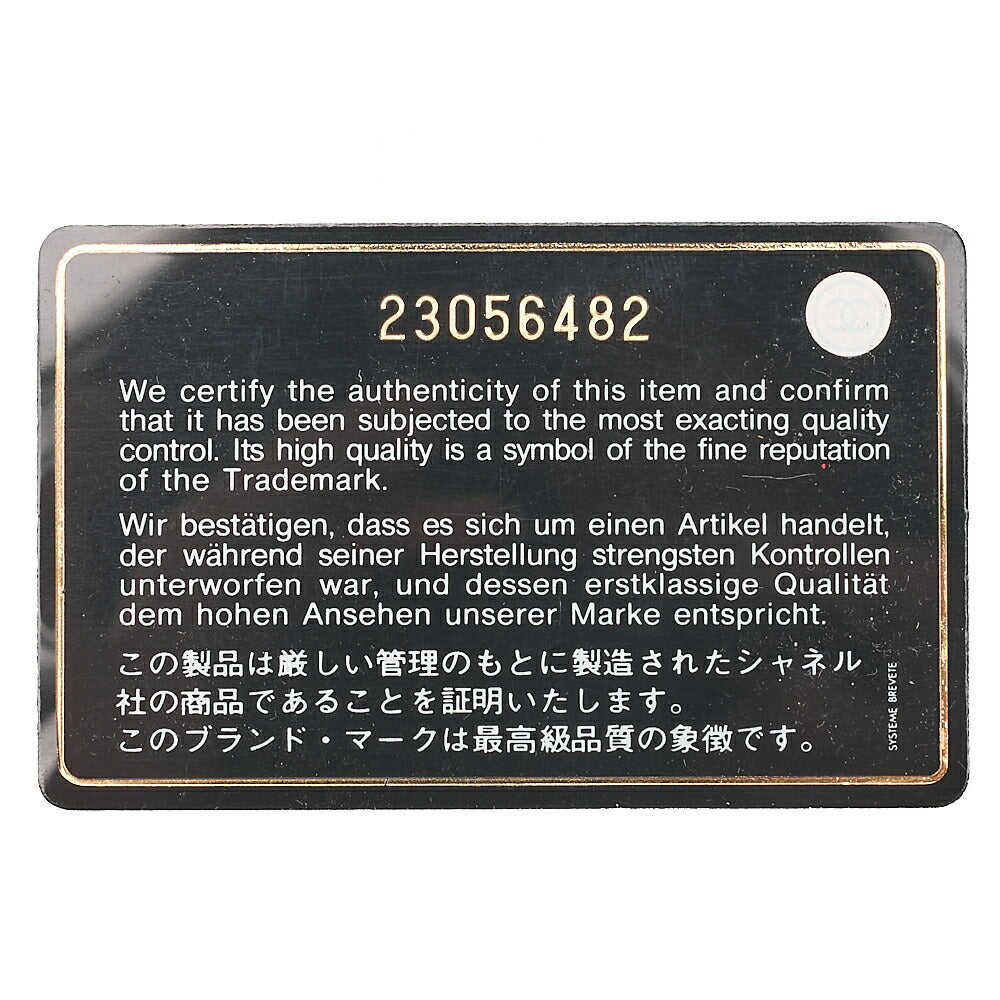 23056482
We certify the authenticity of this item and confirm
that it has been subjected to the most exacting quality
control. Its high quality is a symbol of the fine reputation
of the Trademark.
Wir bestätigen, dass es sich um einen Artikel handelt,
der während seiner Herstellung strengsten Kontrollen
unterworfen war, und dessen erstklassige Qualität
dem hohen Ansehen unserer Marke entspricht.
この製品は厳しい管理のもとに製造されたシャネル
社の商品であることを証明いたします。
このブランド・マークは最高級品質の象徴です。
SYSTEME BREVETE